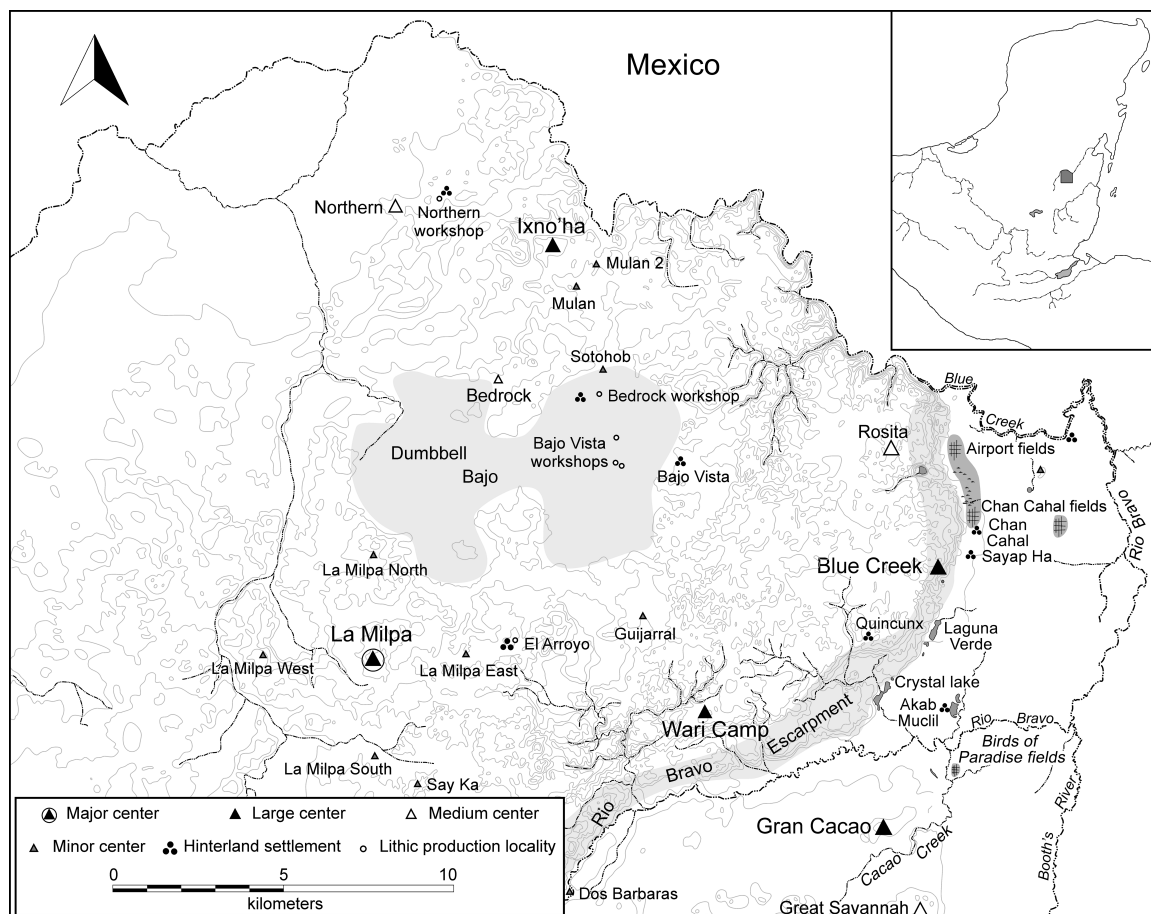 Mexico
Northern
Northern
workshop
Ixno'ha
Mulan 2
Mulan
Sotohob
Bedrock
Bedrock workshop
Blue
Creek
Rosita
Airport fields
Dumbbell
Bajo
Bajo Vista
workshops
Bajo Vista
Chan Cahal fields
Chan
Cahal
Sayap Ha
Rio Bravo
La Milpa North
Blue Creek
La Milpa
La Milpa West
La Milpa East
El Arroyo
Guijarral
Quincunx
Laguna
Verde
Crystal lake
Akab
Muclil
Wari Camp
Rio Bravo
Escarpment
Rio Bravo
Birds of
Paradise fields
La Milpa South
Say Ka
Gran Cacao
Cacao Creek
Booth's River
Dos Barbaras
Great Savannah
Major center
Large center
Medium center
Minor center
Hinterland settlement
Lithic production locality
0 5 10
kilometers